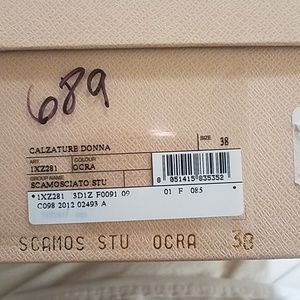 689
CALZATURE DONNA
SIZE 38
ART. COLOUR
1XZ281 OCRA
GROUP NAME
SCAMOSCIATO STU
8 051415 835352
*1XZ281 3D1Z F0091 09 01 F 085*
C098 2012 02493 A
SCAMOS STU OCRA 38